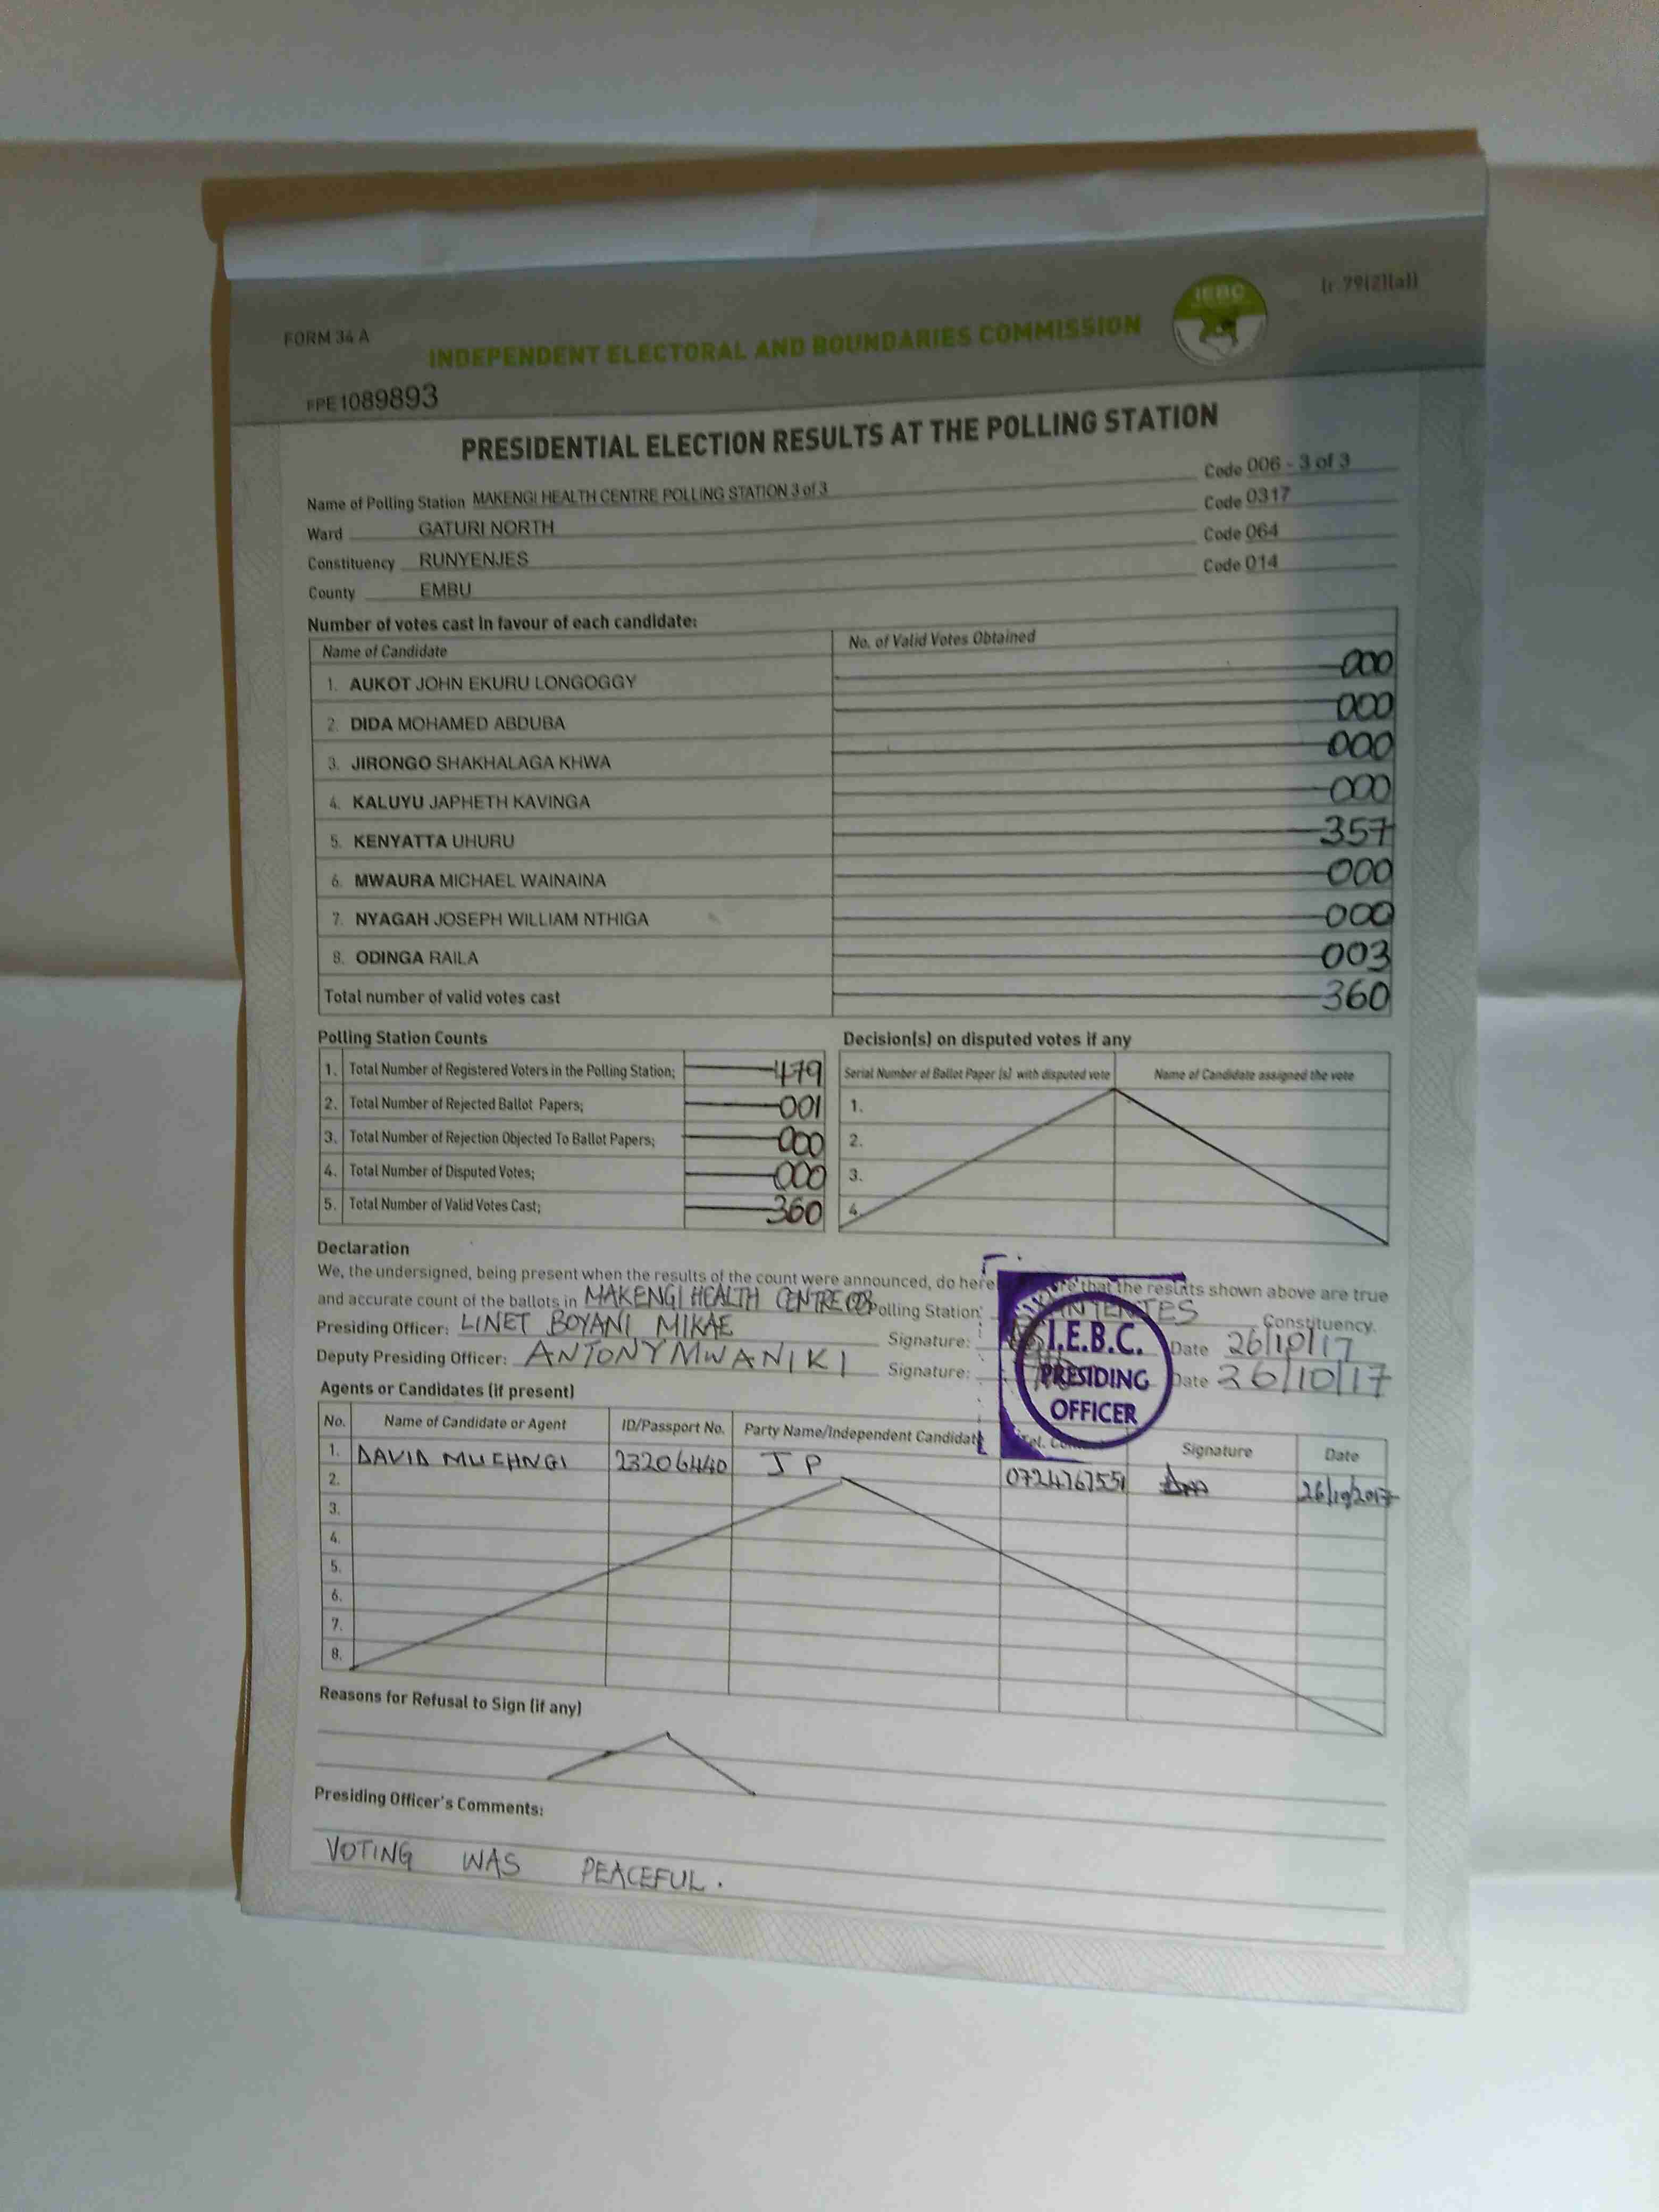 (r. 79(2)(a))
IEBC
FORM 34 A
INDEPENDENT ELECTORAL AND BOUNDARIES COMMISSION
FPE1089893
PRESIDENTIAL ELECTION RESULTS AT THE POLLING STATION
Name of Polling Station MAKENGI HEALTH CENTRE POLLING STATION 3 of 3 Code 006 - 3 of 3
Ward GATURI NORTH Code 0317
Constituency RUNYENJES Code 064
County EMBU Code 014
Number of votes cast in favour of each candidate:
Name of Candidate No. of Valid Votes Obtained
1. AUKOT JOHN EKURU LONGOGGY 000
2. DIDA MOHAMED ABDUBA 000
3. JIRONGO SHAKHALAGA KHWA 000
4. KALUYU JAPHETH KAVINGA 000
5. KENYATTA UHURU 357
6. MWAURA MICHAEL WAINAINA 000
7. NYAGAH JOSEPH WILLIAM NTHIGA 000
8. ODINGA RAILA 003
Total number of valid votes cast 360
Polling Station Counts
1. Total Number of Registered Voters in the Polling Station; 479
2. Total Number of Rejected Ballot Papers; 001
3. Total Number of Rejection Objected To Ballot Papers; 000
4. Total Number of Disputed Votes; 000
5. Total Number of Valid Votes Cast; 360
Decision(s) on disputed votes if any
Serial Number of Ballot Paper (s) with disputed vote Name of Candidate assigned the vote
1.
2.
3.
4.
Declaration
We, the undersigned, being present when the results of the count were announced, do here that the results shown above are true
and accurate count of the ballots in MAKENGI HEALTH CENTRE Polling Station; Constituency.
Presiding Officer: LINET BOYANI MIKAE Signature: Date 26/10/17
Deputy Presiding Officer: ANTONY MWANIKI Signature: Date 26/10/17
I.E.B.C.
PRESIDING
OFFICER
Agents or Candidates (if present)
No. Name of Candidate or Agent ID/Passport No. Party Name/Independent Candidate Tel. Signature Date
1. DAVID MUCHNGI 23206440 J P 0724767551 26/10/2017
2.
3.
4.
5.
6.
7.
8.
Reasons for Refusal to Sign (if any)
Presiding Officer's Comments:
VOTING WAS PEACEFUL.